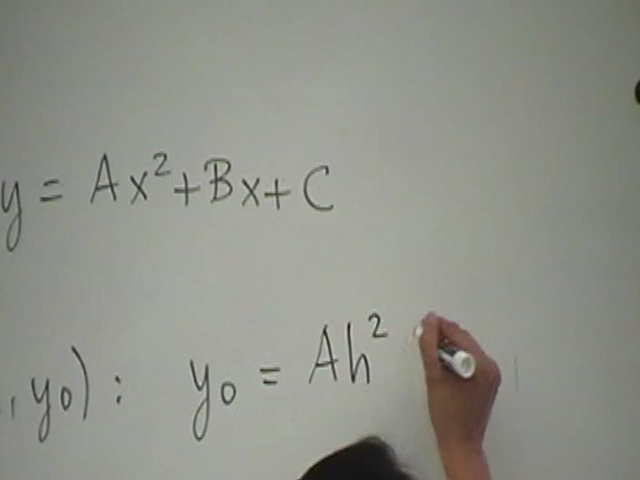 y = Ax²+Bx+C
, y₀) : y₀ = Ah²